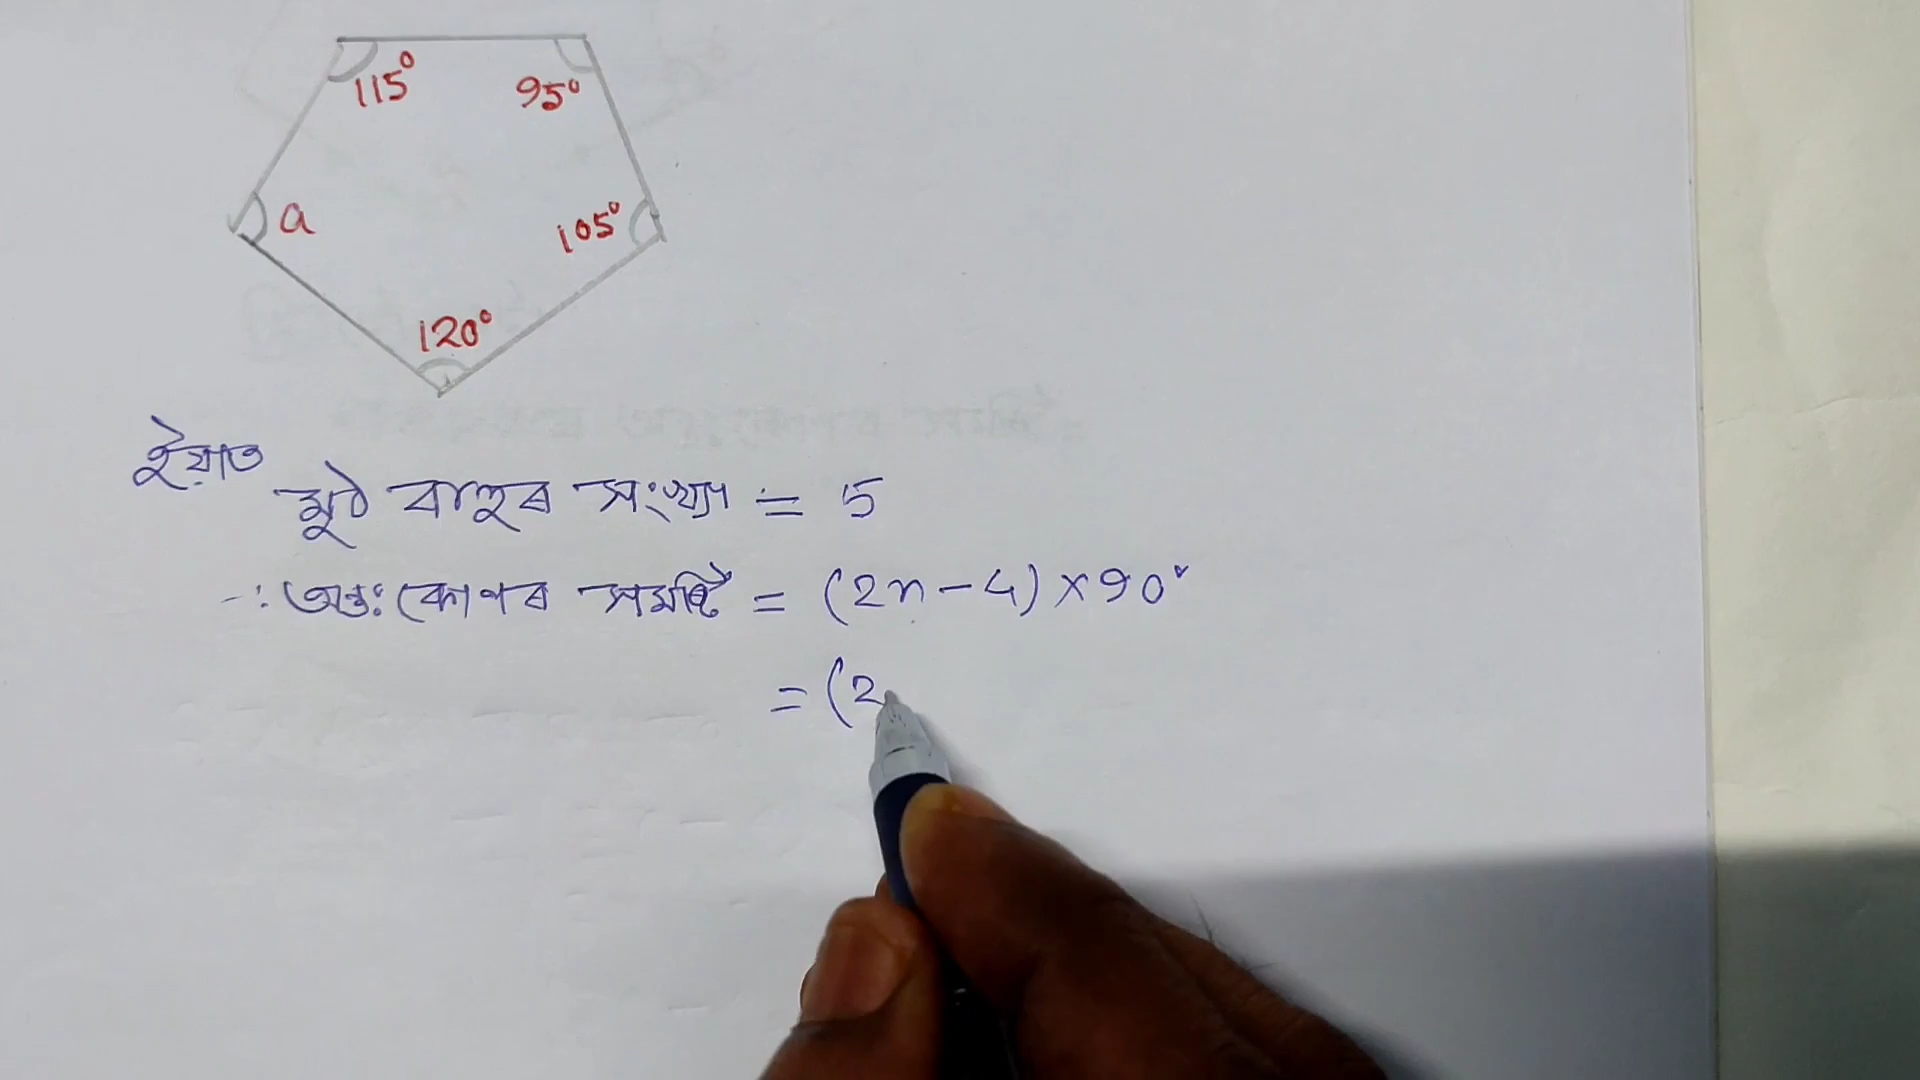 115° 95°
a 105°
120°
ইয়াত
মুঠ বাহুৰ সংখ্যা = 5
∴ অন্তঃকোণৰ সমষ্টি = (2n - 4) × 90°
= (2